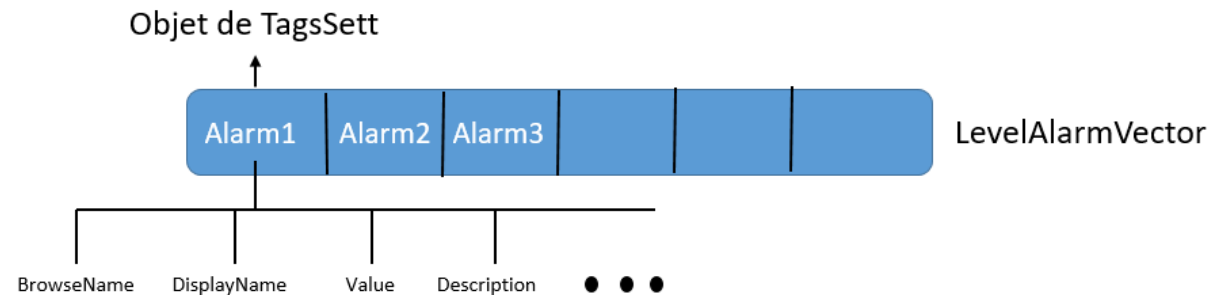 Objet de TagsSett
Alarm1 Alarm2 Alarm3 LevelAlarmVector
BrowseName DisplayName Value Description